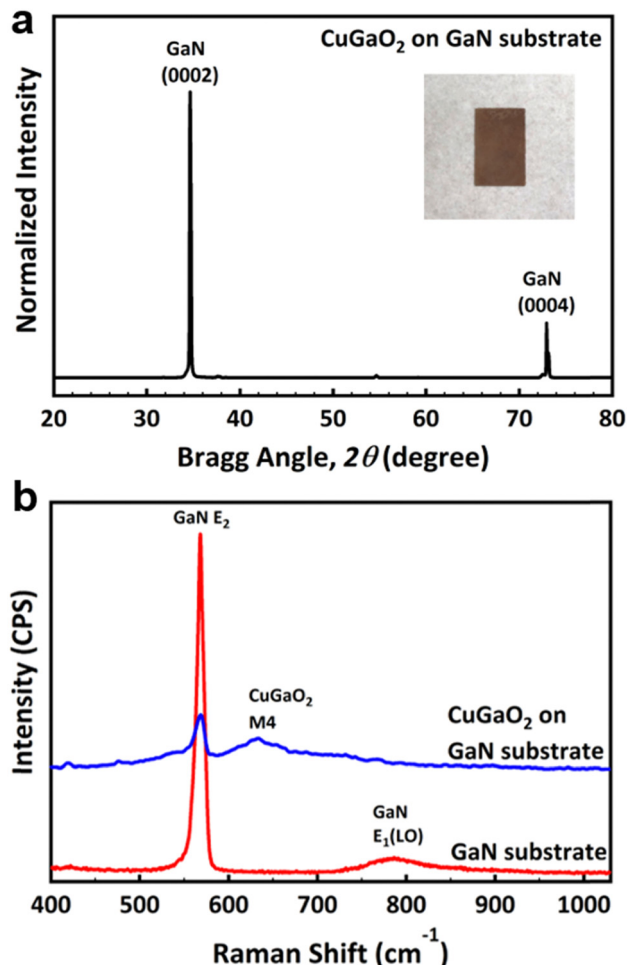 a
CuGaO₂ on GaN substrate
GaN
(0002)
GaN
(0004)
Normalized Intensity
20 30 40 50 60 70 80
Bragg Angle, 2θ (degree)
b
GaN E₂
CuGaO₂
M4
CuGaO₂ on
GaN substrate
GaN
E₁(LO)
GaN substrate
Intensity (CPS)
400 500 600 700 800 900 1000
Raman Shift (cm⁻¹)